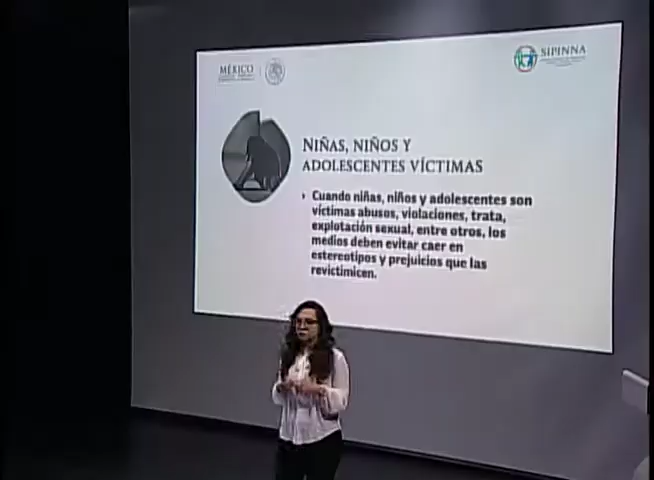 MÉXICO
SIPINNA
NIÑAS, NIÑOS Y
ADOLESCENTES VÍCTIMAS
Cuando niñas, niños y adolescentes son
víctimas abusos, violaciones, trata,
explotación sexual, entre otros, los
medios deben evitar caer en
estereotipos y prejuicios que las
revictimicen.